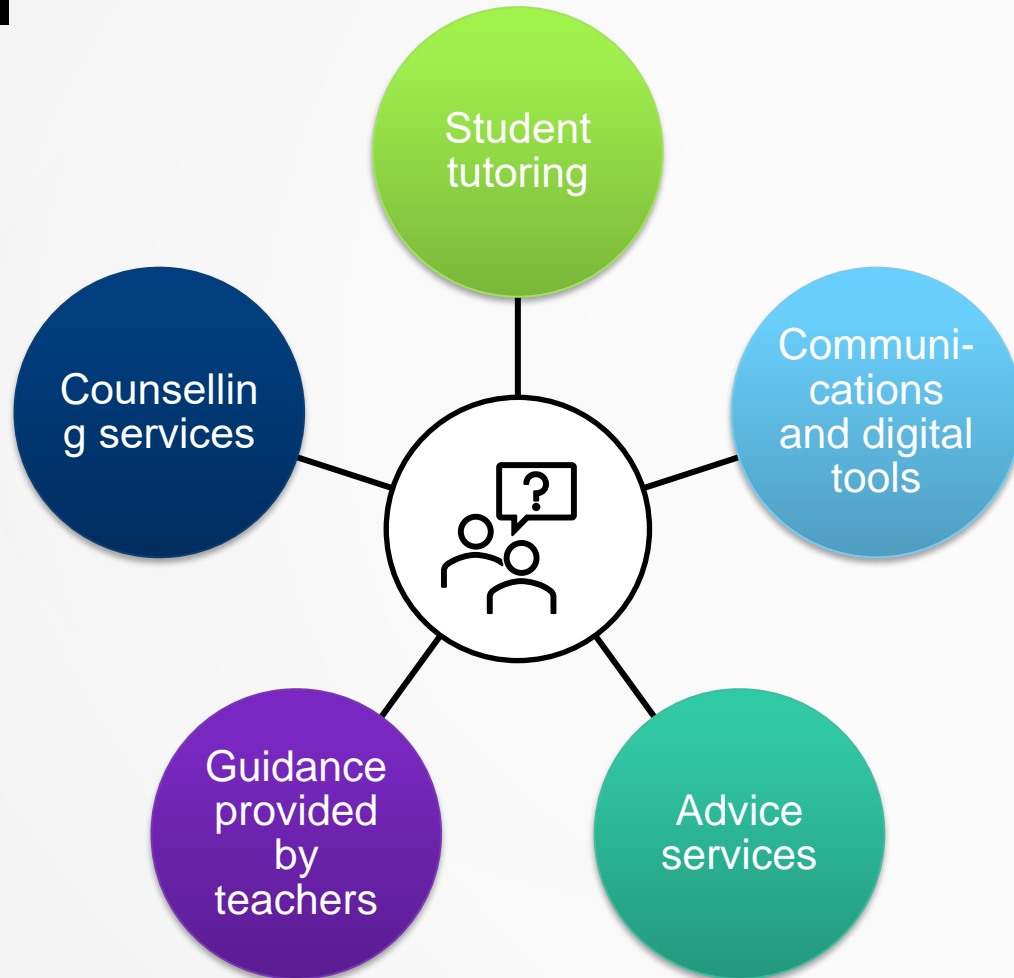 Student
tutoring
Communi-
cations
and digital
tools
Advice
services
Guidance
provided
by
teachers
Counsellin
g services
?